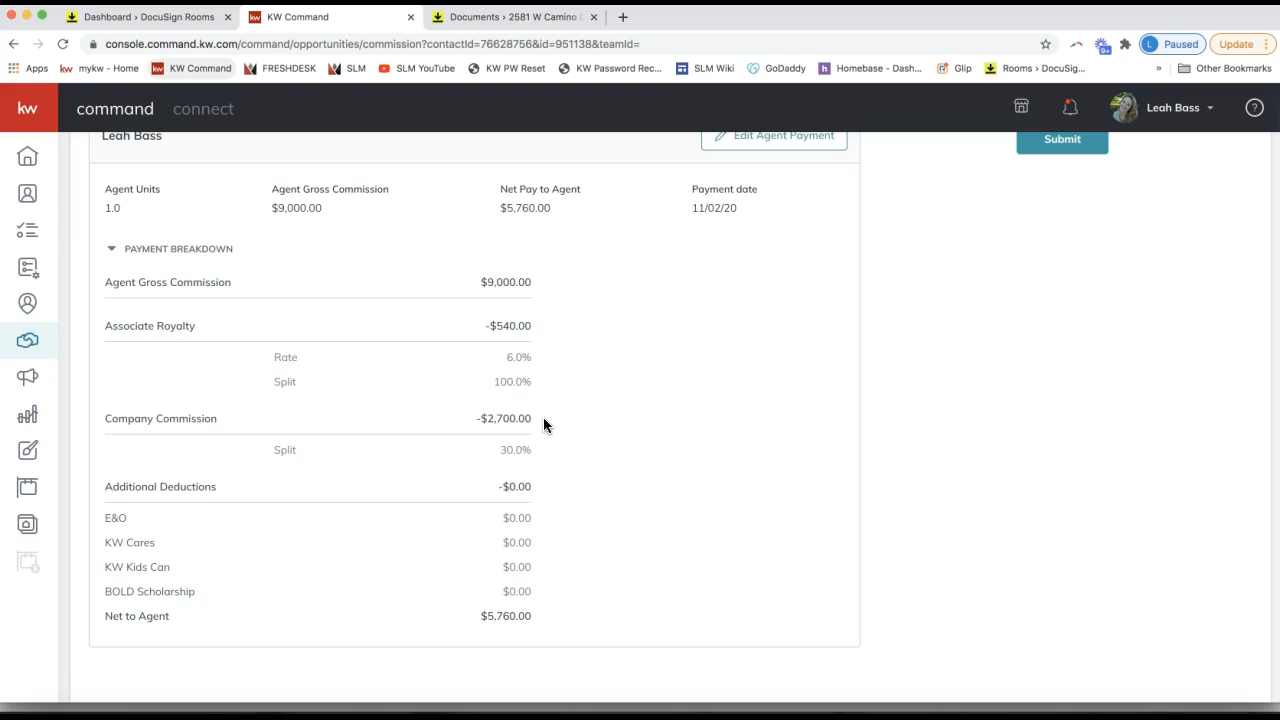 Dashboard › DocuSign Rooms
KW Command
Documents › 2581 W Camino
console.command.kw.com/command/opportunities/commission?contactId=76628756&id=951138&teamId=
L Paused
Update
Apps
kw mykw - Home
KW Command
FRESHDESK
SLM
SLM YouTube
KW PW Reset
KW Password Rec...
SLM Wiki
GoDaddy
h Homebase - Dash...
Glip
Rooms › DocuSig...
»
Other Bookmarks
kw command connect
Leah Bass
Leah Bass
Edit Agent Payment
Submit
Agent Units Agent Gross Commission Net Pay to Agent Payment date
1.0 $9,000.00 $5,760.00 11/02/20
PAYMENT BREAKDOWN
Agent Gross Commission $9,000.00
Associate Royalty -$540.00
Rate 6.0%
Split 100.0%
Company Commission -$2,700.00
Split 30.0%
Additional Deductions -$0.00
E&O $0.00
KW Cares $0.00
KW Kids Can $0.00
BOLD Scholarship $0.00
Net to Agent $5,760.00